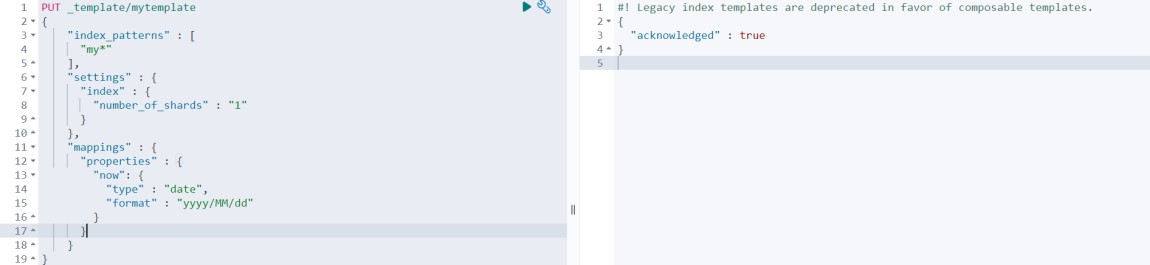 1 PUT _template/mytemplate
2 {
3 "index_patterns" : [
4 "my*"
5 ],
6 "settings" : {
7 "index" : {
8 "number_of_shards" : "1"
9 }
10 },
11 "mappings" : {
12 "properties" : {
13 "now": {
14 "type" : "date",
15 "format" : "yyyy/MM/dd"
16 }
17 }
18 }
19 }
1 #! Legacy index templates are deprecated in favor of composable templates.
2 {
3 "acknowledged" : true
4 }
5